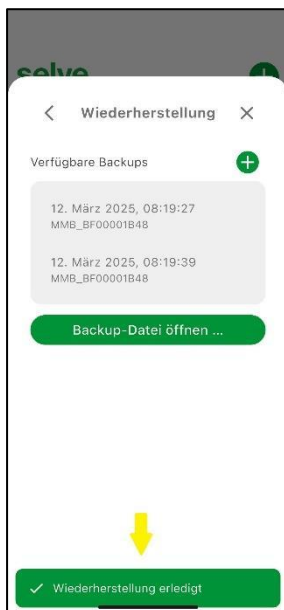 selve
Wiederherstellung
Verfügbare Backups
12. März 2025, 08:19:27
MMB_BF00001B48
12. März 2025, 08:19:39
MMB_BF00001B48
Backup-Datei öffnen ...
Wiederherstellung erledigt